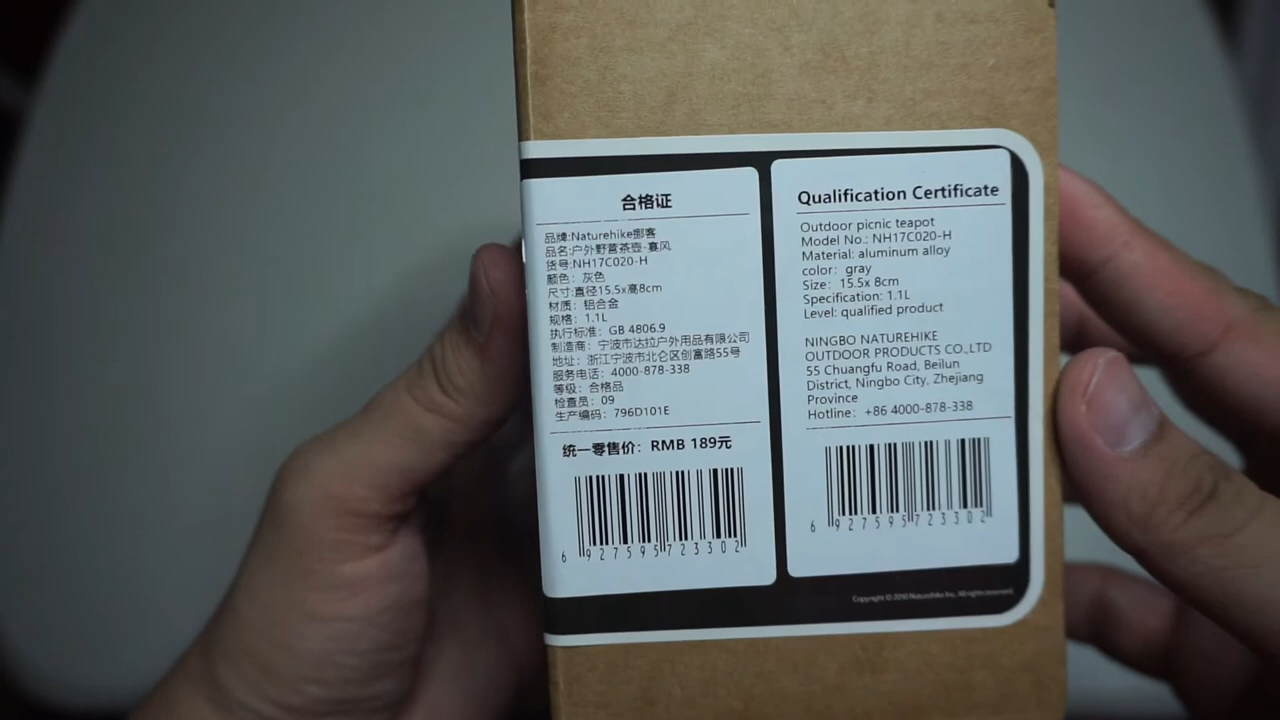 合格证
品牌:Naturehike挪客
品名:户外野营茶壶-喜风
货号:NH17C020-H
颜色：灰色
尺寸:直径15.5x高8cm
材质：铝合金
规格：1.1L
执行标准：GB 4806.9
制造商：宁波市达拉户外用品有限公司
地址：浙江宁波市北仑区创富路55号
服务电话：4000-878-338
等级：合格品
检查员：09
生产编码：796D101E
统一零售价：RMB 189元
6 927595 723302
Qualification Certificate
Outdoor picnic teapot
Model No.: NH17C020-H
Material: aluminum alloy
color： gray
Size： 15.5x 8cm
Specification: 1.1L
Level: qualified product
NINGBO NATUREHIKE
OUTDOOR PRODUCTS CO.,LTD
55 Chuangfu Road, Beilun
District, Ningbo City, Zhejiang
Province
Hotline： +86 4000-878-338
6 927595 723302
Copyright © 2018 Naturehike Inc. All rights reserved.